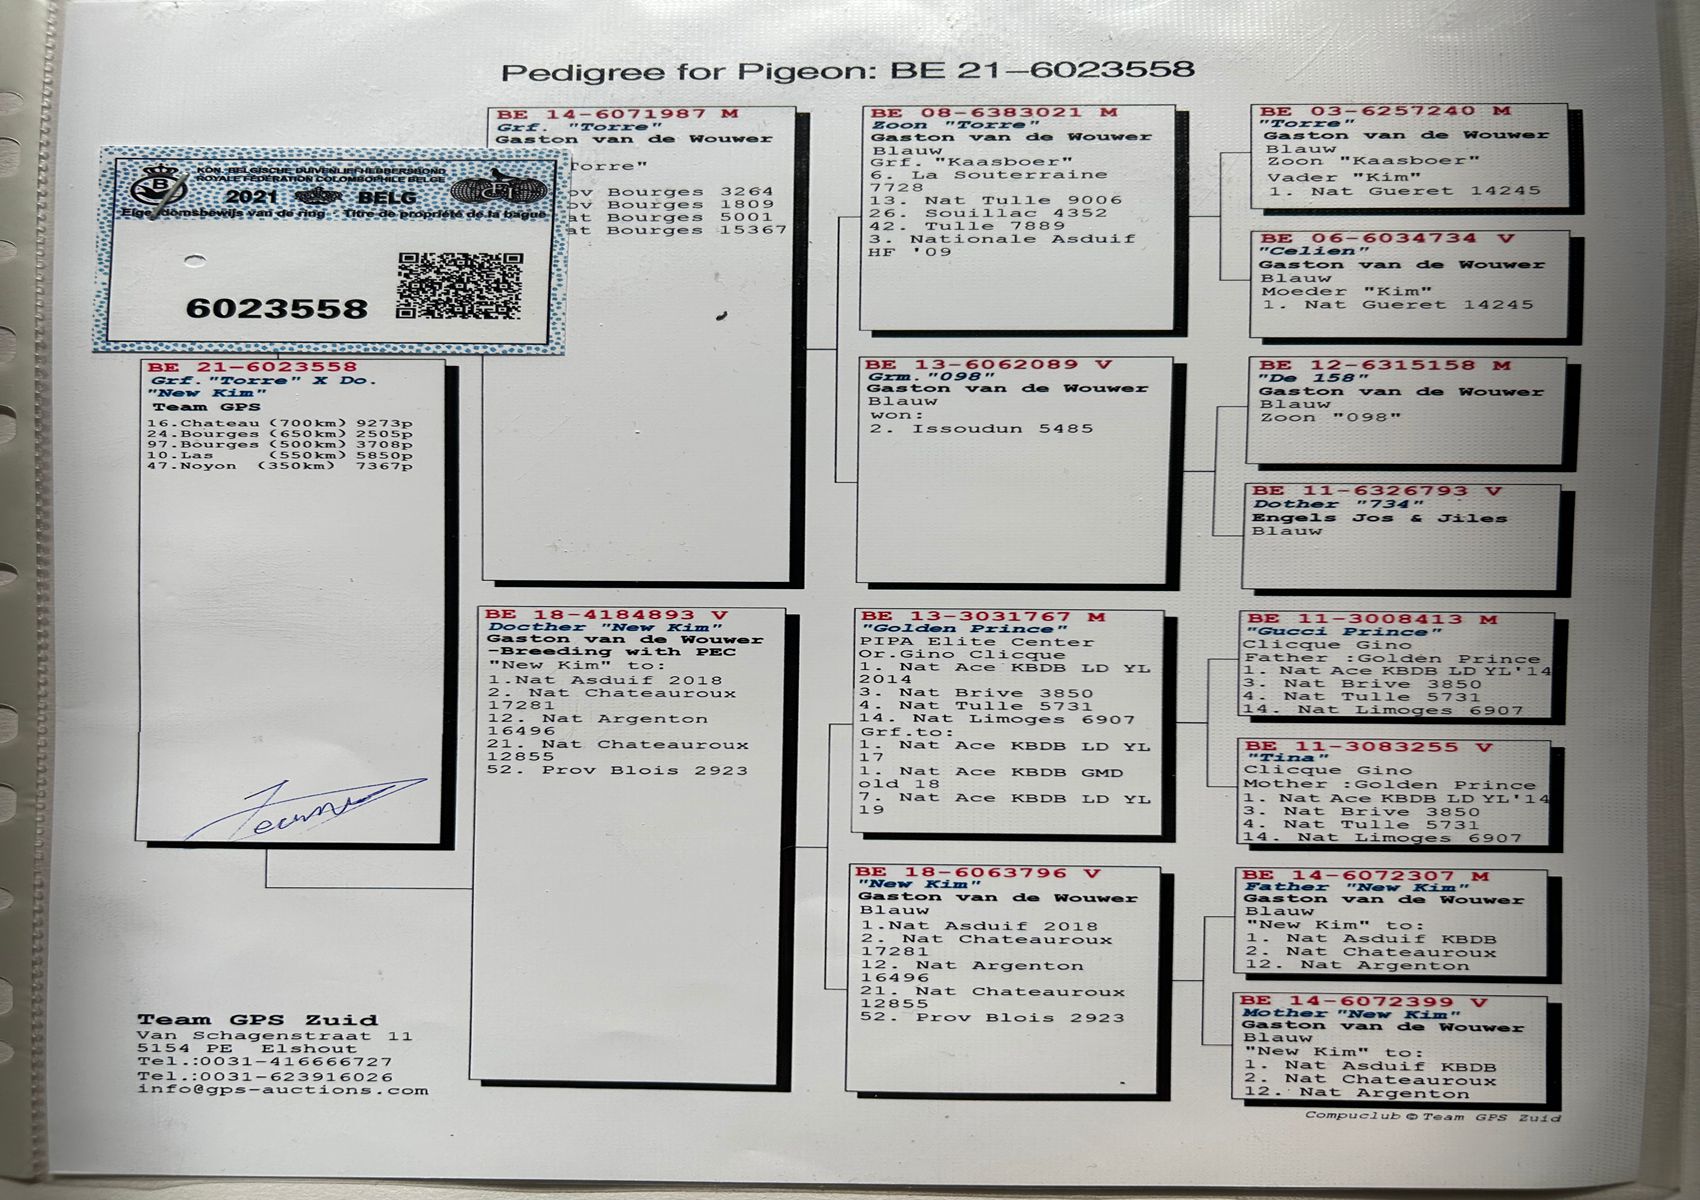 Pedigree for Pigeon: BE 21-6023558
KON. BELGISCHE DUIVENLIEFHEBBERSBOND
ROYALE FÉDÉRATION COLOMBOPHILE BELGE
2021 BELG
Eigendomsbewijs van de ring - Titre de propriété de la bague
6023558
BE 21-6023558
Grf."Torre" X Do.
"New Kim"
Team GPS
16.Chateau (700km) 9273p
24.Bourges (650km) 2505p
97.Bourges (500km) 3708p
10.Las (550km) 5850p
47.Noyon (350km) 7367p
BE 14-6071987 M
Grf. "Torre"
Gaston van de Wouwer
Torre"
ov Bourges 3264
ov Bourges 1809
at Bourges 5001
at Bourges 15367
BE 18-4184893 V
Docther "New Kim"
Gaston van de Wouwer
-Breeding with PEC
"New Kim" to:
1.Nat Asduif 2018
2. Nat Chateauroux
17281
12. Nat Argenton
16496
21. Nat Chateauroux
12855
52. Prov Blois 2923
BE 08-6383021 M
Zoon "Torre"
Gaston van de Wouwer
Blauw
Grf. "Kaasboer"
6. La Souterraine
7728
13. Nat Tulle 9006
26. Souillac 4352
42. Tulle 7889
3. Nationale Asduif
HF '09
BE 13-6062089 V
Grm."098"
Gaston van de Wouwer
Blauw
won:
2. Issoudun 5485
BE 13-3031767 M
"Golden Prince"
PIPA Elite Center
Or.Gino Clicque
1. Nat Ace KBDB LD YL
2014
3. Nat Brive 3850
4. Nat Tulle 5731
14. Nat Limoges 6907
Grf.to:
1. Nat Ace KBDB LD YL
17
1. Nat Ace KBDB GMD
old 18
7. Nat Ace KBDB LD YL
19
BE 18-6063796 V
"New Kim"
Gaston van de Wouwer
Blauw
1.Nat Asduif 2018
2. Nat Chateauroux
17281
12. Nat Argenton
16496
21. Nat Chateauroux
12855
52. Prov Blois 2923
BE 03-6257240 M
"Torre"
Gaston van de Wouwer
Blauw
Zoon "Kaasboer"
Vader "Kim"
1. Nat Gueret 14245
BE 06-6034734 V
"Celien"
Gaston van de Wouwer
Blauw
Moeder "Kim"
1. Nat Gueret 14245
BE 12-6315158 M
"De 158"
Gaston van de Wouwer
Blauw
Zoon "098"
BE 11-6326793 V
Dother "734"
Engels Jos & Jiles
Blauw
BE 11-3008413 M
"Gucci Prince"
Clicque Gino
Father :Golden Prince
1. Nat Ace KBDB LD YL'14
3. Nat Brive 3850
4. Nat Tulle 5731
14. Nat Limoges 6907
BE 11-3083255 V
"Tina"
Clicque Gino
Mother :Golden Prince
1. Nat Ace KBDB LD YL'14
3. Nat Brive 3850
4. Nat Tulle 5731
14. Nat Limoges 6907
BE 14-6072307 M
Father "New Kim"
Gaston van de Wouwer
Blauw
"New Kim" to:
1. Nat Asduif KBDB
2. Nat Chateauroux
12. Nat Argenton
BE 14-6072399 V
Mother "New Kim"
Gaston van de Wouwer
Blauw
"New Kim" to:
1. Nat Asduif KBDB
2. Nat Chateauroux
12. Nat Argenton
Team GPS Zuid
Van Schagenstraat 11
5154 PE Elshout
Tel.:0031-416666727
Tel.:0031-623916026
info@gps-auctions.com
Compuclub © Team GPS Zuid